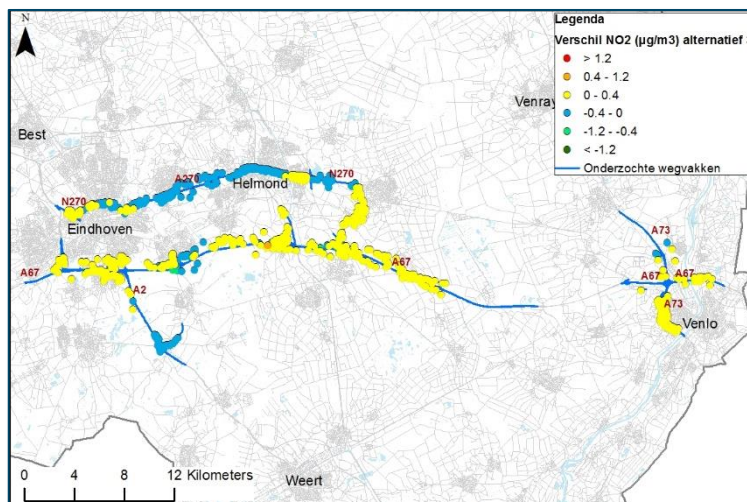 N
Legenda
Verschil NO2 (µg/m3) alternatief
> 1.2
0.4 - 1.2
0 - 0.4
-0.4 - 0
-1.2 - -0.4
< -1.2
Onderzochte wegvakken
Venray
Best
A270
Helmond
N270
N270
Eindhoven
A73
A67
A67
A67
A67
A2
A73
Venlo
0 4 8 12 Kilometers
Weert